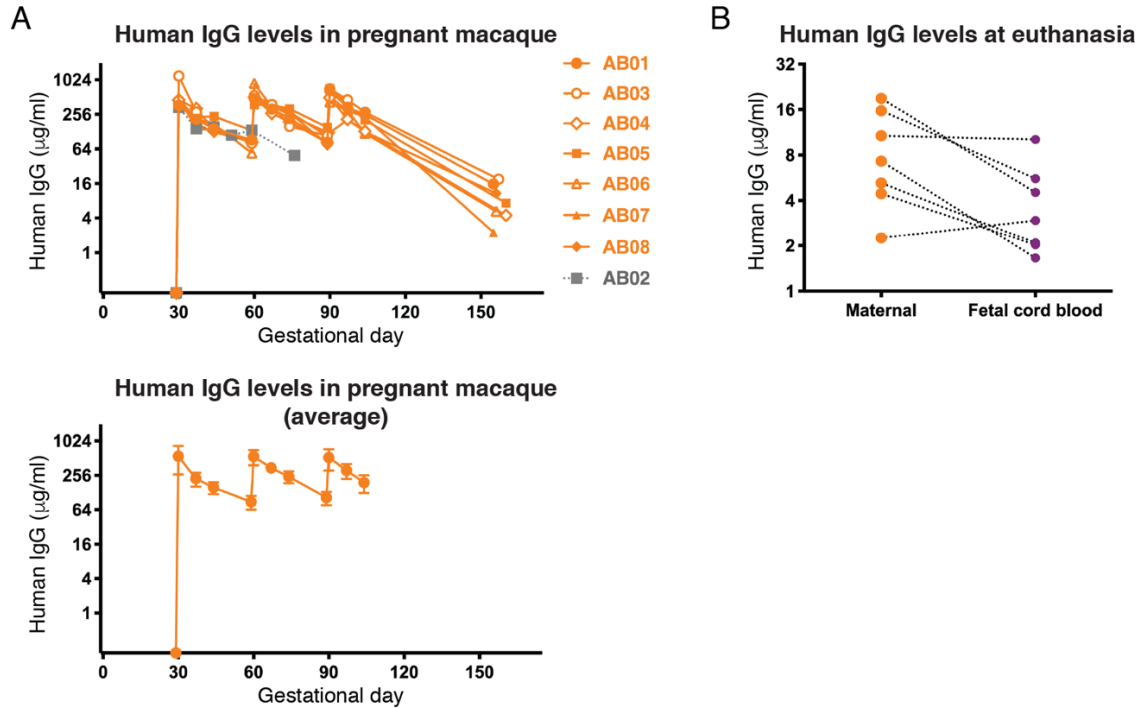 A
Human IgG levels in pregnant macaque
Human IgG (μg/ml)
1024
256
64
16
4
1
0 30 60 90 120 150
Gestational day
AB01
AB03
AB04
AB05
AB06
AB07
AB08
AB02
B
Human IgG levels at euthanasia
Human IgG (μg/ml)
32
16
8
4
2
1
Maternal Fetal cord blood
Human IgG levels in pregnant macaque
(average)
Human IgG (μg/ml)
1024
256
64
16
4
1
0 30 60 90 120 150
Gestational day